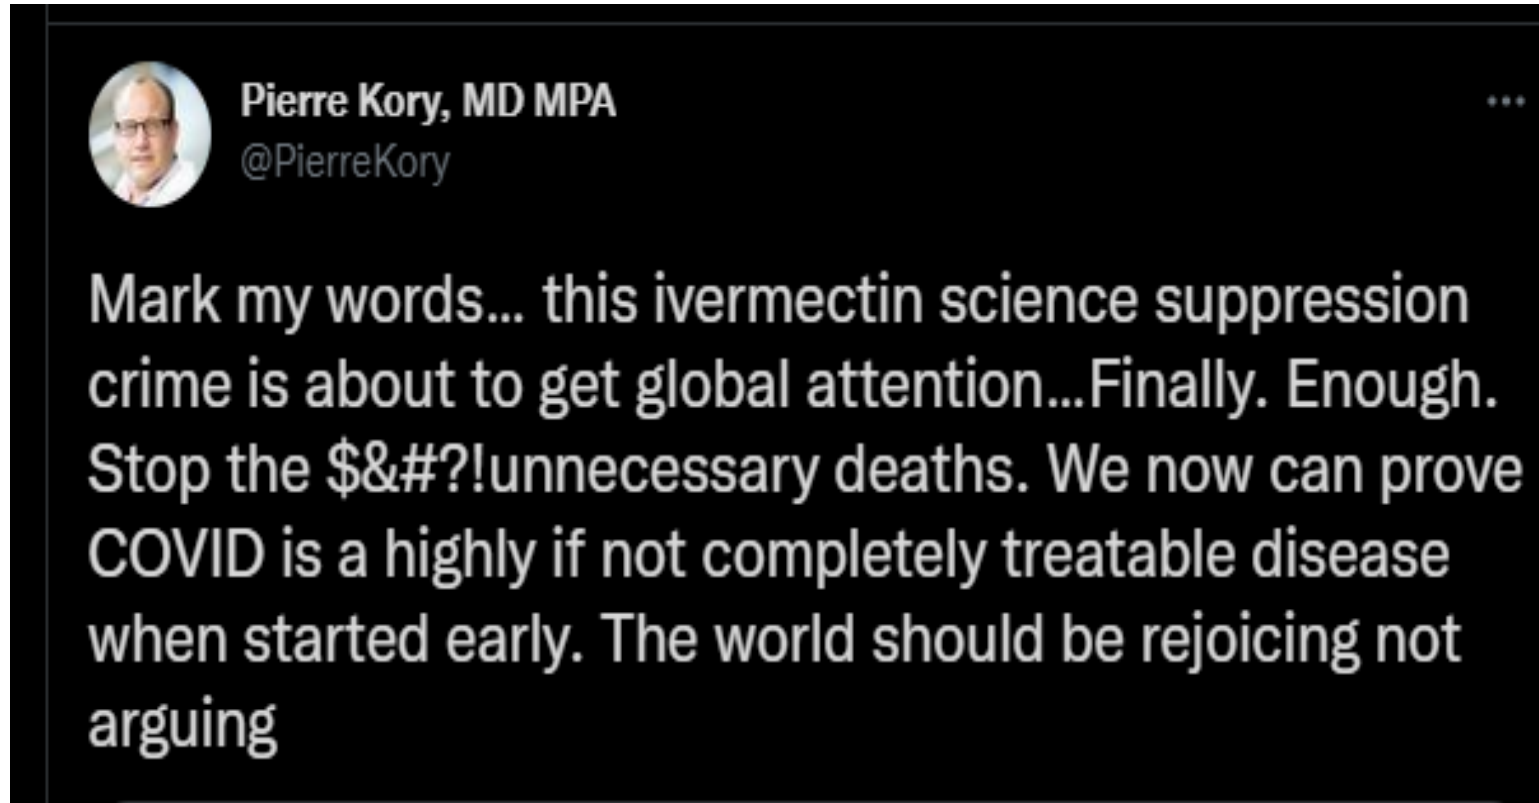 Pierre Kory, MD MPA
@PierreKory
Mark my words... this ivermectin science suppression
crime is about to get global attention...Finally. Enough.
Stop the $&#?!unnecessary deaths. We now can prove
COVID is a highly if not completely treatable disease
when started early. The world should be rejoicing not
arguing